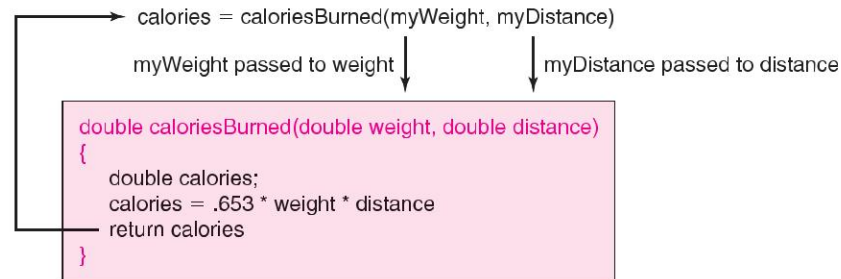 calories = caloriesBurned(myWeight, myDistance)
myWeight passed to weight
myDistance passed to distance
double caloriesBurned(double weight, double distance)
{
double calories;
calories = .653 * weight * distance
return calories
}